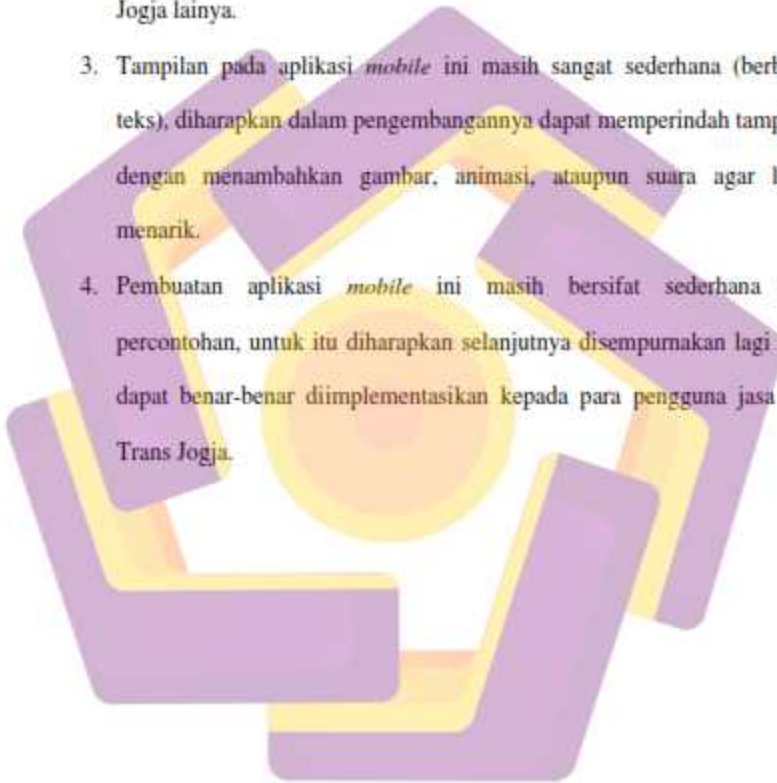 Jogja lainya.
3. Tampilan pada aplikasi mobile ini masih sangat sederhana (berb
teks), diharapkan dalam pengembangannya dapat memperindah tamp
dengan menambahkan gambar, animasi, ataupun suara agar l
menarik.
4. Pembuatan aplikasi mobile ini masih bersifat sederhana
percontohan, untuk itu diharapkan selanjutnya disempurnakan lagi
dapat benar-benar diimplementasikan kepada para pengguna jasa
Trans Jogja.